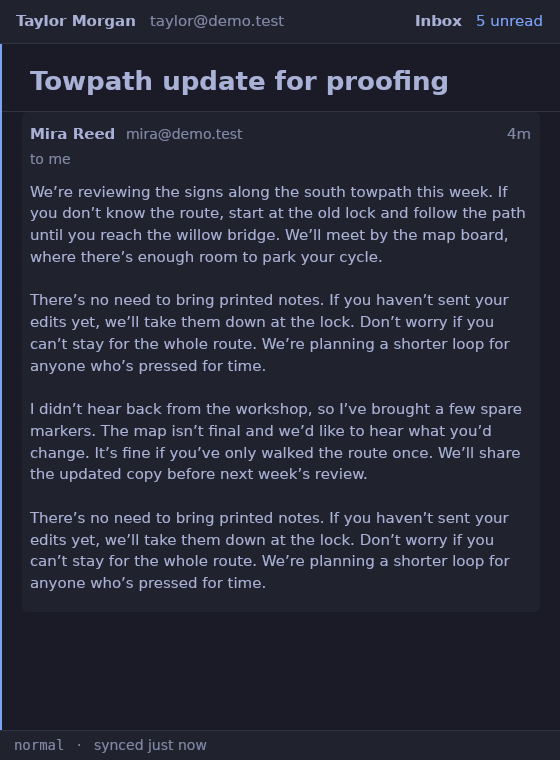 Taylor Morgan taylor@demo.test Inbox 5 unread
Towpath update for proofing
Mira Reed mira@demo.test 4m
to me
We’re reviewing the signs along the south towpath this week. If
you don’t know the route, start at the old lock and follow the path
until you reach the willow bridge. We’ll meet by the map board,
where there’s enough room to park your cycle.

There’s no need to bring printed notes. If you haven’t sent your
edits yet, we’ll take them down at the lock. Don’t worry if you
can’t stay for the whole route. We’re planning a shorter loop for
anyone who’s pressed for time.

I didn’t hear back from the workshop, so I’ve brought a few spare
markers. The map isn’t final and we’d like to hear what you’d
change. It’s fine if you’ve only walked the route once. We’ll share
the updated copy before next week’s review.

There’s no need to bring printed notes. If you haven’t sent your
edits yet, we’ll take them down at the lock. Don’t worry if you
can’t stay for the whole route. We’re planning a shorter loop for
anyone who’s pressed for time.
normal · synced just now